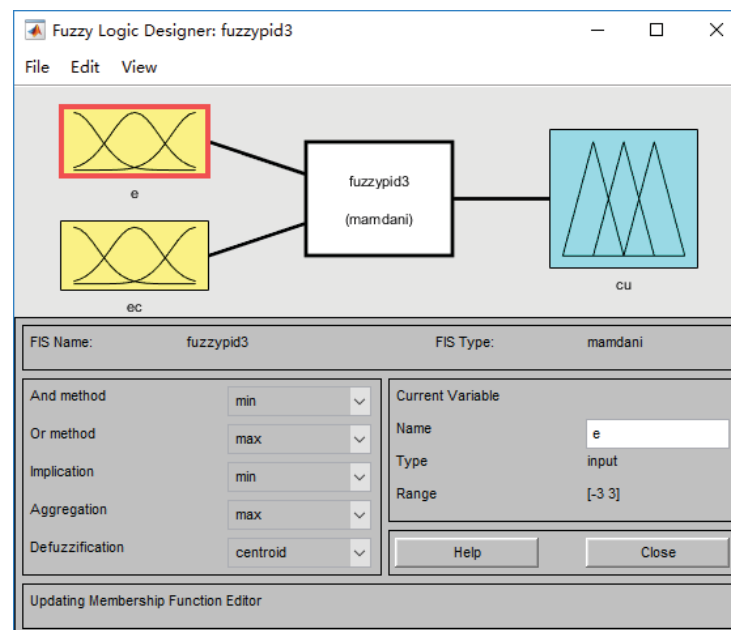 Fuzzy Logic Designer: fuzzypid3
File Edit View
e
ec
fuzzypid3
(mamdani)
cu
FIS Name: fuzzypid3 FIS Type: mamdani
And method min
Or method max
Implication min
Aggregation max
Defuzzification centroid
Current Variable
Name e
Type input
Range [-3 3]
Help Close
Updating Membership Function Editor